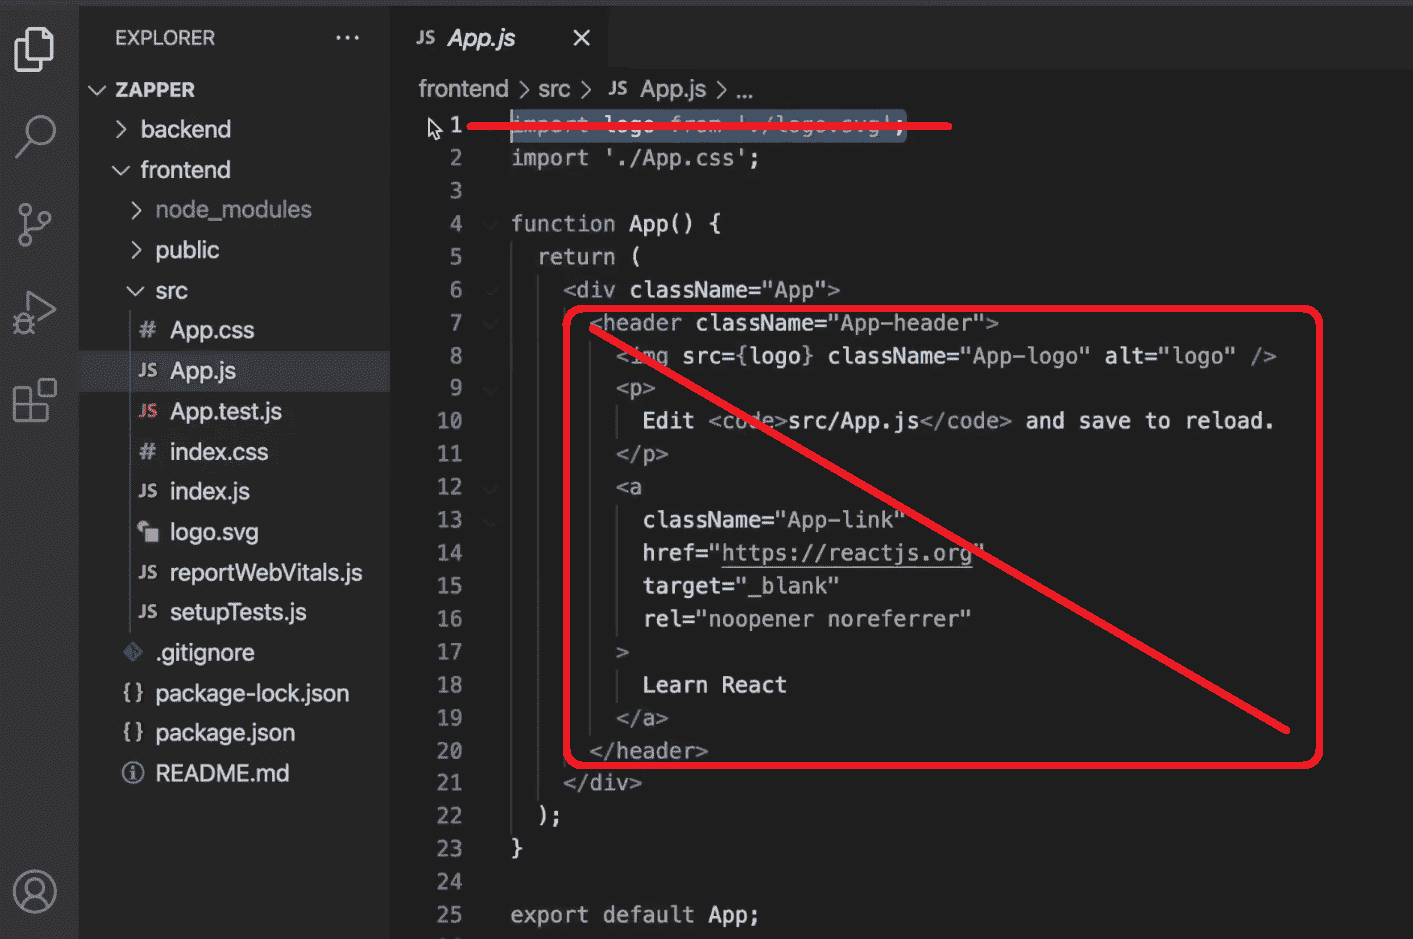 EXPLORER ...
ZAPPER
backend
frontend
node_modules
public
src
# App.css
JS App.js
JS App.test.js
# index.css
JS index.js
logo.svg
JS reportWebVitals.js
JS setupTests.js
.gitignore
{} package-lock.json
{} package.json
README.md
JS App.js ×
frontend > src > JS App.js > ...
1 import logo from './logo.svg';
2 import './App.css';
3
4 function App() {
5 return (
6 <div className="App">
7 <header className="App-header">
8 <img src={logo} className="App-logo" alt="logo" />
9 <p>
10 Edit <code>src/App.js</code> and save to reload.
11 </p>
12 <a
13 className="App-link"
14 href="https://reactjs.org"
15 target="_blank"
16 rel="noopener noreferrer"
17 >
18 Learn React
19 </a>
20 </header>
21 </div>
22 );
23 }
24
25 export default App;